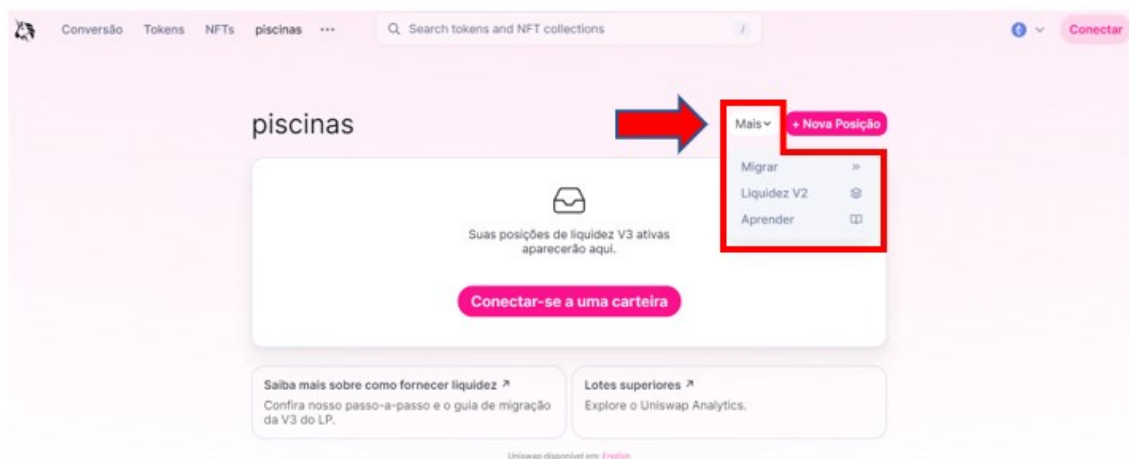 Conversão Tokens NFTs piscinas ••• Search tokens and NFT collections / Conectar
piscinas
Mais + Nova Posição
Migrar
Liquidez V2
Aprender
Suas posições de liquidez V3 ativas
aparecerão aqui.
Conectar-se a uma carteira
Saiba mais sobre como fornecer liquidez ↗
Confira nosso passo-a-passo e o guia de migração
da V3 do LP.
Lotes superiores ↗
Explore o Uniswap Analytics.
Uniswap disponível em: English